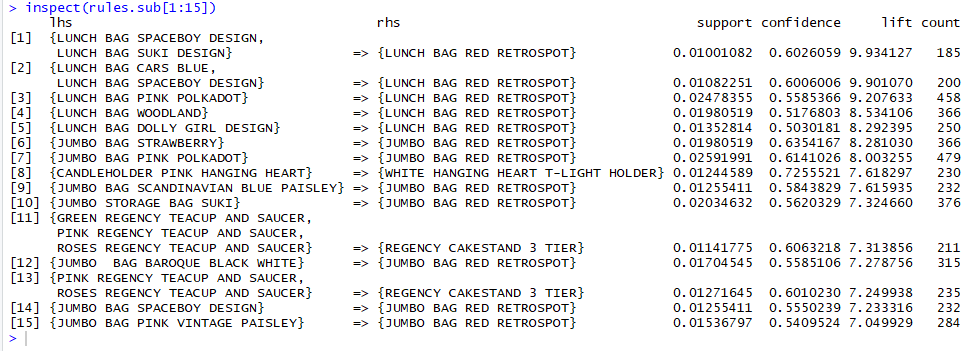 > inspect(rules.sub[1:15])
lhs rhs support confidence lift count
[1] {LUNCH BAG SPACEBOY DESIGN,
LUNCH BAG SUKI DESIGN} => {LUNCH BAG RED RETROSPOT} 0.01001082 0.6026059 9.934127 185
[2] {LUNCH BAG CARS BLUE,
LUNCH BAG SPACEBOY DESIGN} => {LUNCH BAG RED RETROSPOT} 0.01082251 0.6006006 9.901070 200
[3] {LUNCH BAG PINK POLKADOT} => {LUNCH BAG RED RETROSPOT} 0.02478355 0.5585366 9.207633 458
[4] {LUNCH BAG WOODLAND} => {LUNCH BAG RED RETROSPOT} 0.01980519 0.5176803 8.534106 366
[5] {LUNCH BAG DOLLY GIRL DESIGN} => {LUNCH BAG RED RETROSPOT} 0.01352814 0.5030181 8.292395 250
[6] {JUMBO BAG STRAWBERRY} => {JUMBO BAG RED RETROSPOT} 0.01980519 0.6354167 8.281030 366
[7] {JUMBO BAG PINK POLKADOT} => {JUMBO BAG RED RETROSPOT} 0.02591991 0.6141026 8.003255 479
[8] {CANDLEHOLDER PINK HANGING HEART} => {WHITE HANGING HEART T-LIGHT HOLDER} 0.01244589 0.7255521 7.618297 230
[9] {JUMBO BAG SCANDINAVIAN BLUE PAISLEY} => {JUMBO BAG RED RETROSPOT} 0.01255411 0.5843829 7.615935 232
[10] {JUMBO STORAGE BAG SUKI} => {JUMBO BAG RED RETROSPOT} 0.02034632 0.5620329 7.324660 376
[11] {GREEN REGENCY TEACUP AND SAUCER,
PINK REGENCY TEACUP AND SAUCER,
ROSES REGENCY TEACUP AND SAUCER} => {REGENCY CAKESTAND 3 TIER} 0.01141775 0.6063218 7.313856 211
[12] {JUMBO  BAG BAROQUE BLACK WHITE} => {JUMBO BAG RED RETROSPOT} 0.01704545 0.5585106 7.278756 315
[13] {PINK REGENCY TEACUP AND SAUCER,
ROSES REGENCY TEACUP AND SAUCER} => {REGENCY CAKESTAND 3 TIER} 0.01271645 0.6010230 7.249938 235
[14] {JUMBO BAG SPACEBOY DESIGN} => {JUMBO BAG RED RETROSPOT} 0.01255411 0.5550239 7.233316 232
[15] {JUMBO BAG PINK VINTAGE PAISLEY} => {JUMBO BAG RED RETROSPOT} 0.01536797 0.5409524 7.049929 284
>